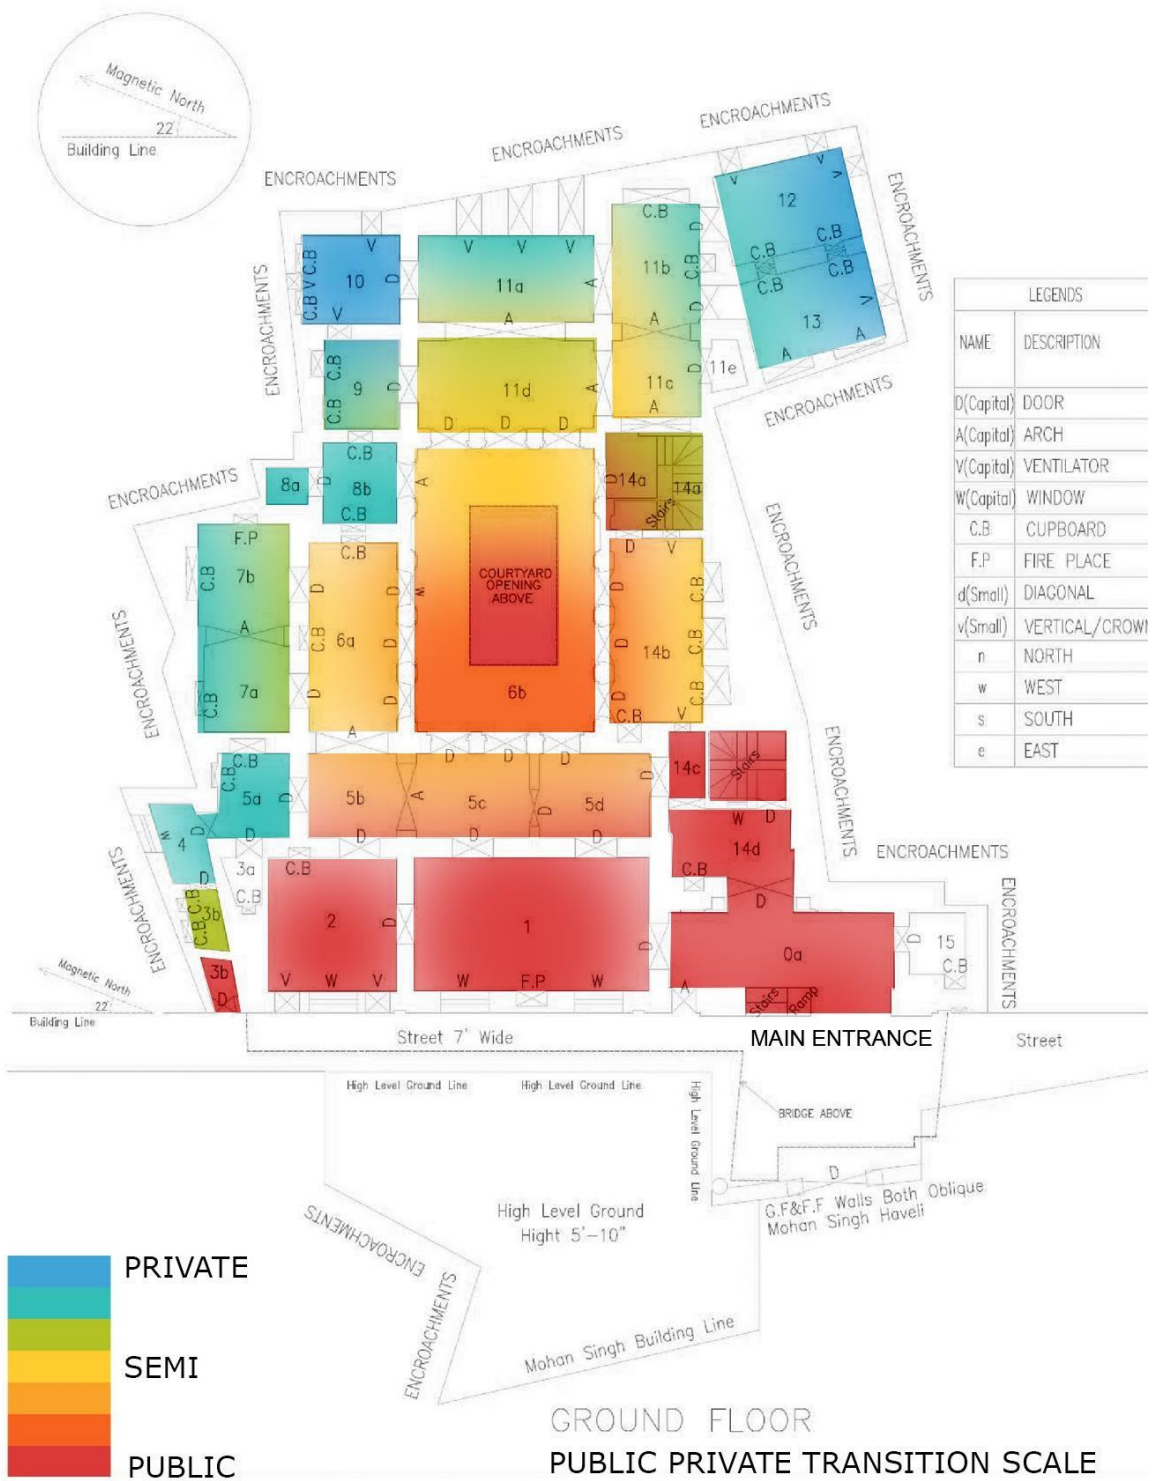 Magnetic North
22
Building Line
ENCROACHMENTS
ENCROACHMENTS
ENCROACHMENTS
ENCROACHMENTS
ENCROACHMENTS
V
V
V
12
C.B
C.B
C.B
C.B
13
V
A
A
C.B
D
11b
C.B
A
D
C.B V C.B
V
10
V
D
V V V
11a
A
A
LEGENDS
NAME DESCRIPTION
D(Capital) DOOR
A(Capital) ARCH
V(Capital) VENTILATOR
W(Capital) WINDOW
C.B CUPBOARD
F.P FIRE PLACE
d(Small) DIAGONAL
v(Small) VERTICAL/CROWN
n NORTH
w WEST
s SOUTH
e EAST
C.B
9
C.B
D
11d
D D D
A
11c
D
A
11e
ENCROACHMENTS
ENCROACHMENTS
8a
D
C.B
8b
C.B
A
D
14a
14a
Stairs
ENCROACHMENTS
F.P
C.B
7b
A
7a
C.B
C.B
D
C.B
6a
D
A
D
D
W
COURTYARD
OPENING
ABOVE
6b
D V
C.B
D
C.B
14b
D
C.B
C.B
V
ENCROACHMENTS
C.B
C.B
5a
D
D
5b
A
5c
D
5d
D D D
D D D
D
14c
Stairs
ENCROACHMENTS
W
4
D
D
3a
C.B
C.B
3b
C.B
3b
D
ENCROACHMENTS
C.B
2
D
V W V
1
W F.P W
D
W D
14d
C.B
D
0a
A
Stairs
Ramp
D
15
C.B
ENCROACHMENTS
ENCROACHMENTS
Magnetic North
22
Building Line
Street 7' Wide
MAIN ENTRANCE
Street
High Level Ground Line
High Level Ground Line
High Level Ground Line
BRIDGE ABOVE
D
G.F&F.F Walls Both Oblique
Mohan Singh Haveli
High Level Ground
Hight 5'-10"
ENCROACHMENTS
ENCROACHMENTS
Mohan Singh Building Line
PRIVATE
SEMI
PUBLIC
GROUND FLOOR
PUBLIC PRIVATE TRANSITION SCALE